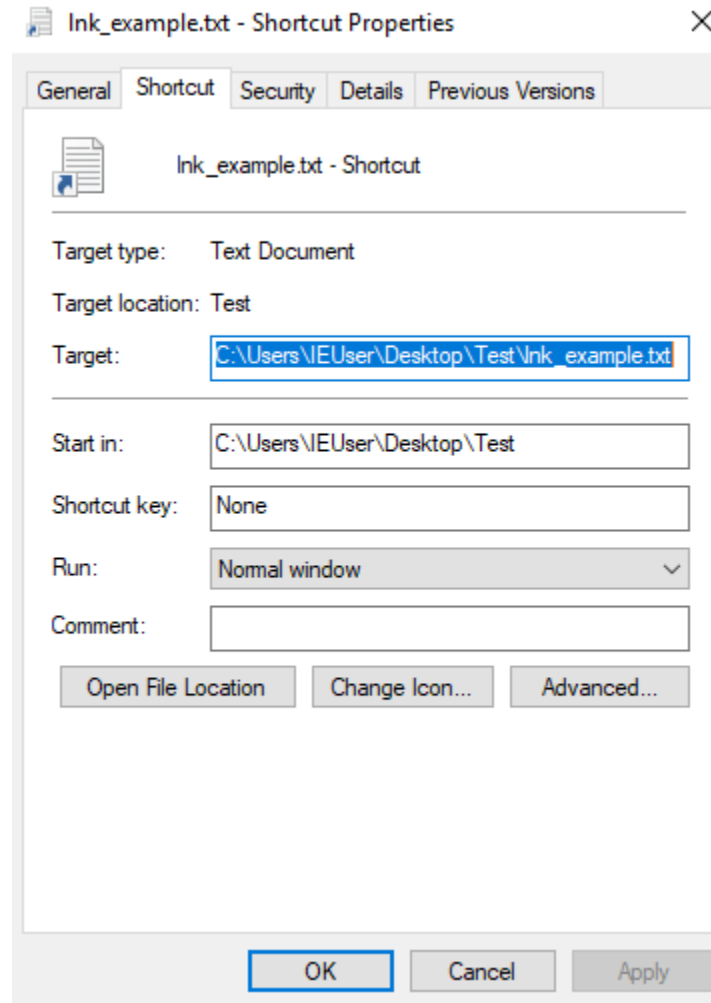 lnk_example.txt - Shortcut Properties
General Shortcut Security Details Previous Versions
lnk_example.txt - Shortcut
Target type: Text Document
Target location: Test
Target: C:\Users\IEUser\Desktop\Test\lnk_example.txt
Start in: C:\Users\IEUser\Desktop\Test
Shortcut key: None
Run: Normal window
Comment:
Open File Location Change Icon... Advanced...
OK Cancel Apply